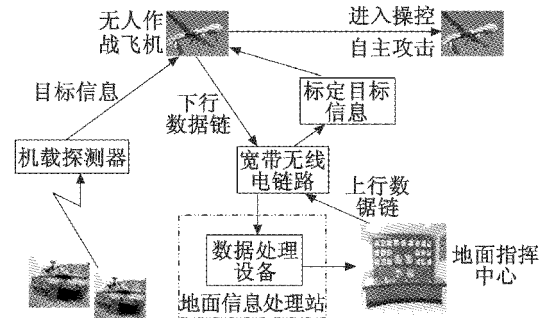 无人作
战飞机
进入操控
自主攻击
目标信息
下行
数据链
标定目标
信息
机载探测器
宽带无线
电链路
上行数
锯链
数据处理
设备
地面信息处理站
地面指挥
中心